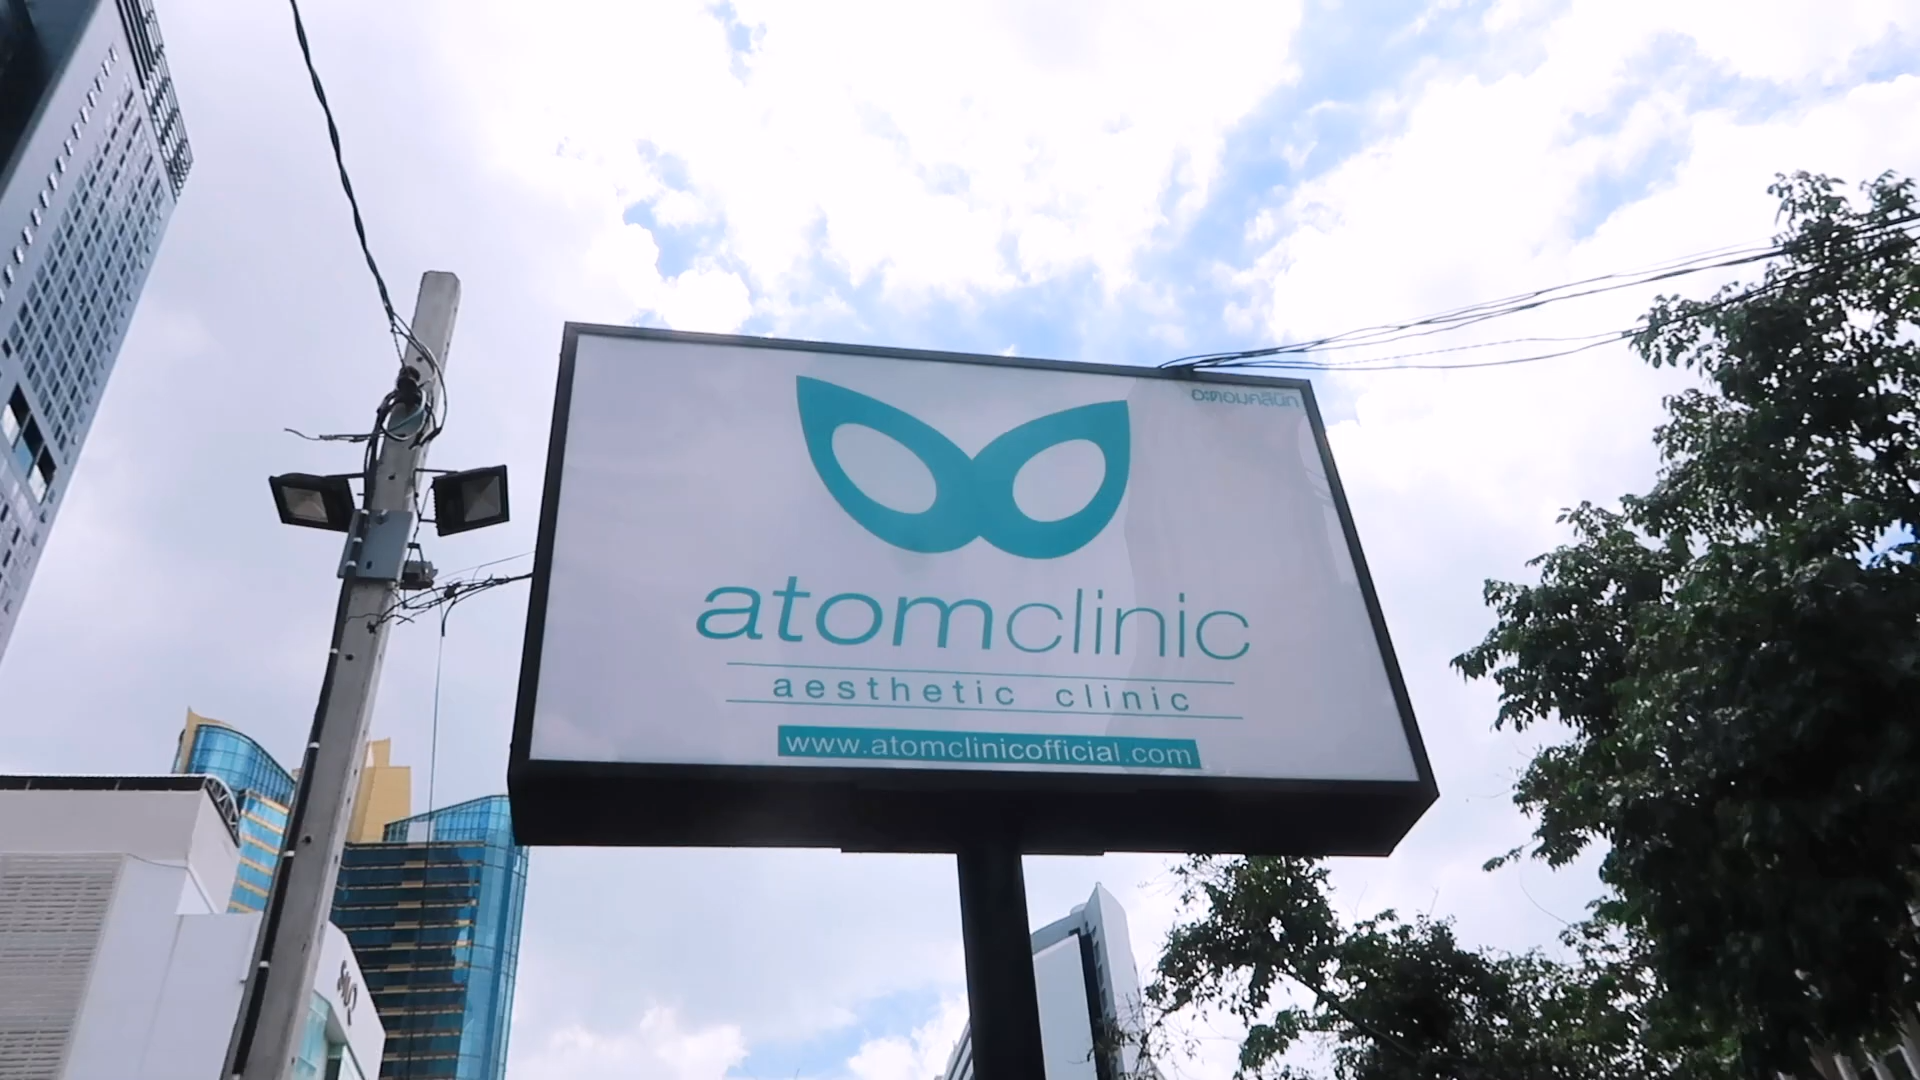 อะตอมคลินิก
atomclinic
aesthetic clinic
www.atomclinicofficial.com